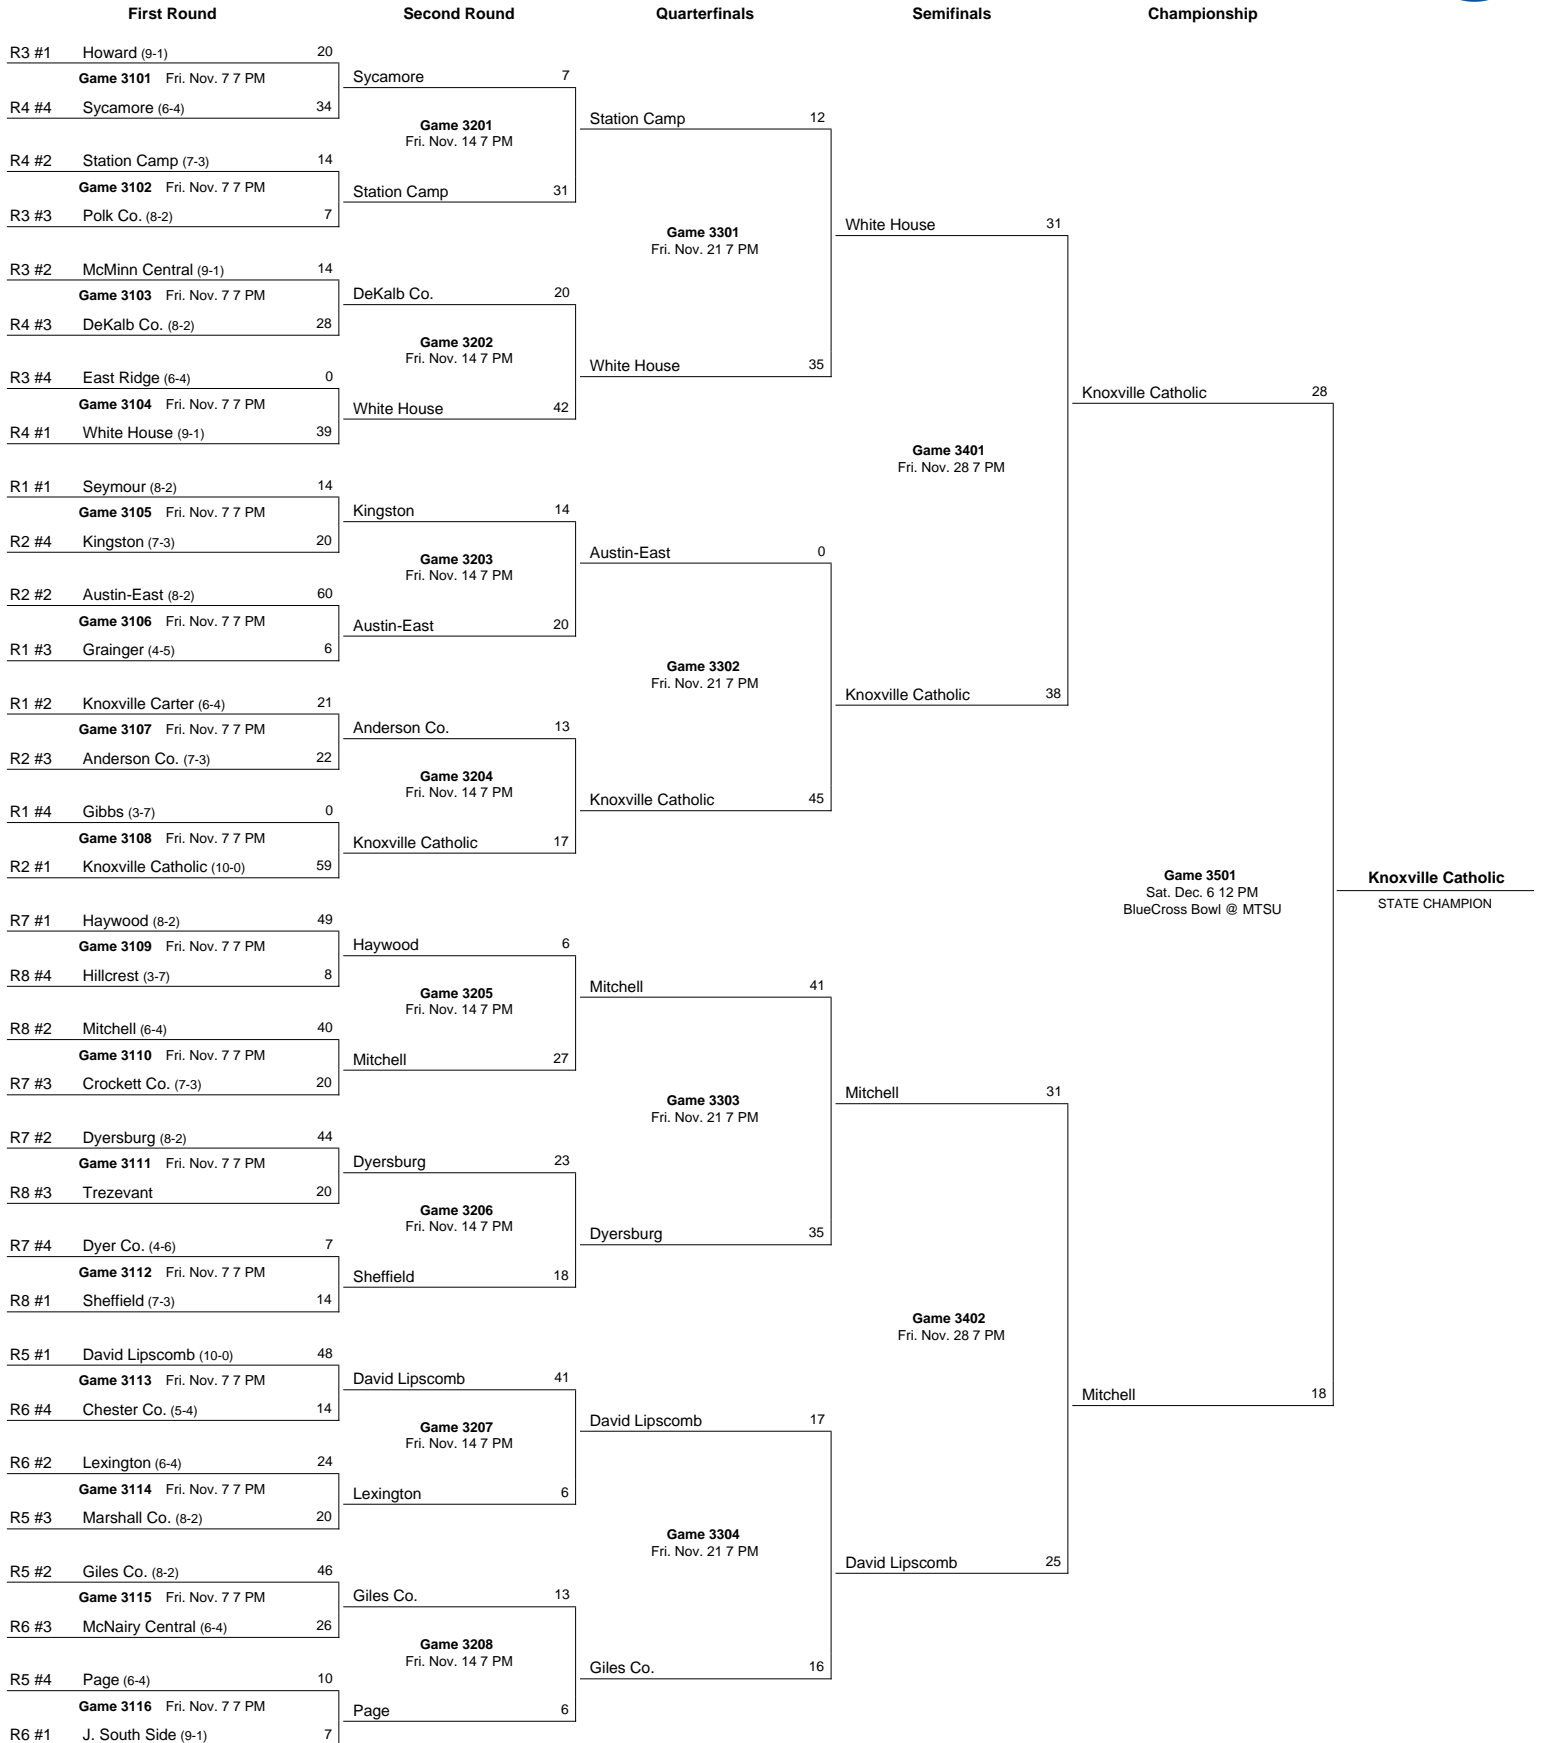 First Round Second Round Quarterfinals Semifinals Championship
R3 #1 Howard (9-1) 20
Game 3101 Fri. Nov. 7 7 PM
R4 #4 Sycamore (6-4) 34
R4 #2 Station Camp (7-3) 14
Game 3102 Fri. Nov. 7 7 PM
R3 #3 Polk Co. (8-2) 7
R3 #2 McMinn Central (9-1) 14
Game 3103 Fri. Nov. 7 7 PM
R4 #3 DeKalb Co. (8-2) 28
R3 #4 East Ridge (6-4) 0
Game 3104 Fri. Nov. 7 7 PM
R4 #1 White House (9-1) 39
R1 #1 Seymour (8-2) 14
Game 3105 Fri. Nov. 7 7 PM
R2 #4 Kingston (7-3) 20
R2 #2 Austin-East (8-2) 60
Game 3106 Fri. Nov. 7 7 PM
R1 #3 Grainger (4-5) 6
R1 #2 Knoxville Carter (6-4) 21
Game 3107 Fri. Nov. 7 7 PM
R2 #3 Anderson Co. (7-3) 22
R1 #4 Gibbs (3-7) 0
Game 3108 Fri. Nov. 7 7 PM
R2 #1 Knoxville Catholic (10-0) 59
R7 #1 Haywood (8-2) 49
Game 3109 Fri. Nov. 7 7 PM
R8 #4 Hillcrest (3-7) 8
R8 #2 Mitchell (6-4) 40
Game 3110 Fri. Nov. 7 7 PM
R7 #3 Crockett Co. (7-3) 20
R7 #2 Dyersburg (8-2) 44
Game 3111 Fri. Nov. 7 7 PM
R8 #3 Trezevant 20
R7 #4 Dyer Co. (4-6) 7
Game 3112 Fri. Nov. 7 7 PM
R8 #1 Sheffield (7-3) 14
R5 #1 David Lipscomb (10-0) 48
Game 3113 Fri. Nov. 7 7 PM
R6 #4 Chester Co. (5-4) 14
R6 #2 Lexington (6-4) 24
Game 3114 Fri. Nov. 7 7 PM
R5 #3 Marshall Co. (8-2) 20
R5 #2 Giles Co. (8-2) 46
Game 3115 Fri. Nov. 7 7 PM
R6 #3 McNairy Central (6-4) 26
R5 #4 Page (6-4) 10
Game 3116 Fri. Nov. 7 7 PM
R6 #1 J. South Side (9-1) 7
Sycamore 7
Game 3201
Fri. Nov. 14 7 PM
Station Camp 31
DeKalb Co. 20
Game 3202
Fri. Nov. 14 7 PM
White House 42
Kingston 14
Game 3203
Fri. Nov. 14 7 PM
Austin-East 20
Anderson Co. 13
Game 3204
Fri. Nov. 14 7 PM
Knoxville Catholic 17
Haywood 6
Game 3205
Fri. Nov. 14 7 PM
Mitchell 27
Dyersburg 23
Game 3206
Fri. Nov. 14 7 PM
Sheffield 18
David Lipscomb 41
Game 3207
Fri. Nov. 14 7 PM
Lexington 6
Giles Co. 13
Game 3208
Fri. Nov. 14 7 PM
Page 6
Station Camp 12
Game 3301
Fri. Nov. 21 7 PM
White House 35
Austin-East 0
Game 3302
Fri. Nov. 21 7 PM
Knoxville Catholic 45
Mitchell 41
Game 3303
Fri. Nov. 21 7 PM
Dyersburg 35
David Lipscomb 17
Game 3304
Fri. Nov. 21 7 PM
Giles Co. 16
White House 31
Game 3401
Fri. Nov. 28 7 PM
Knoxville Catholic 38
Mitchell 31
Game 3402
Fri. Nov. 28 7 PM
David Lipscomb 25
Knoxville Catholic 28
Game 3501
Sat. Dec. 6 12 PM
BlueCross Bowl @ MTSU
Mitchell 18
Knoxville Catholic
STATE CHAMPION